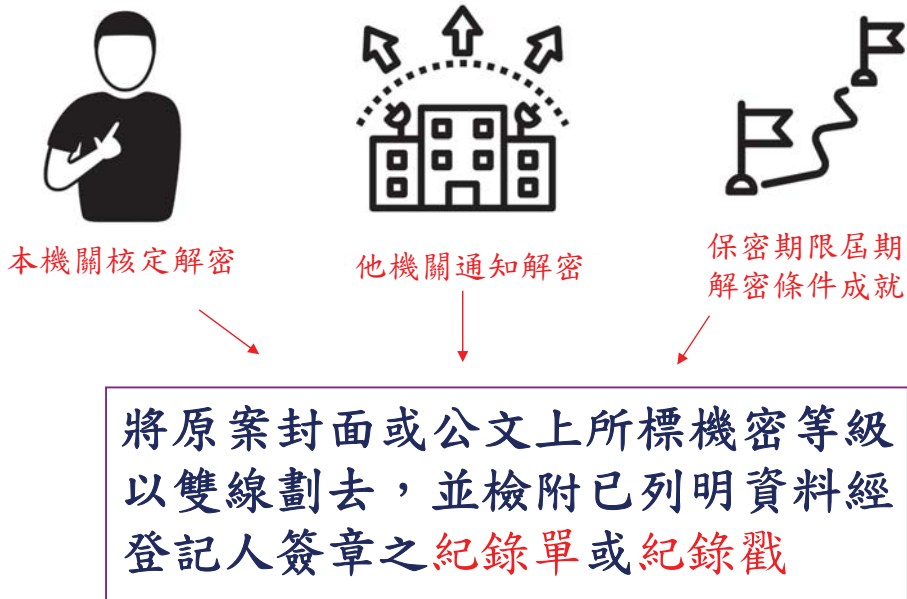 本機關核定解密
他機關通知解密
保密期限屆期
解密條件成就
將原案封面或公文上所標機密等級
以雙線劃去，並檢附已列明資料經
登記人簽章之紀錄單或紀錄戳